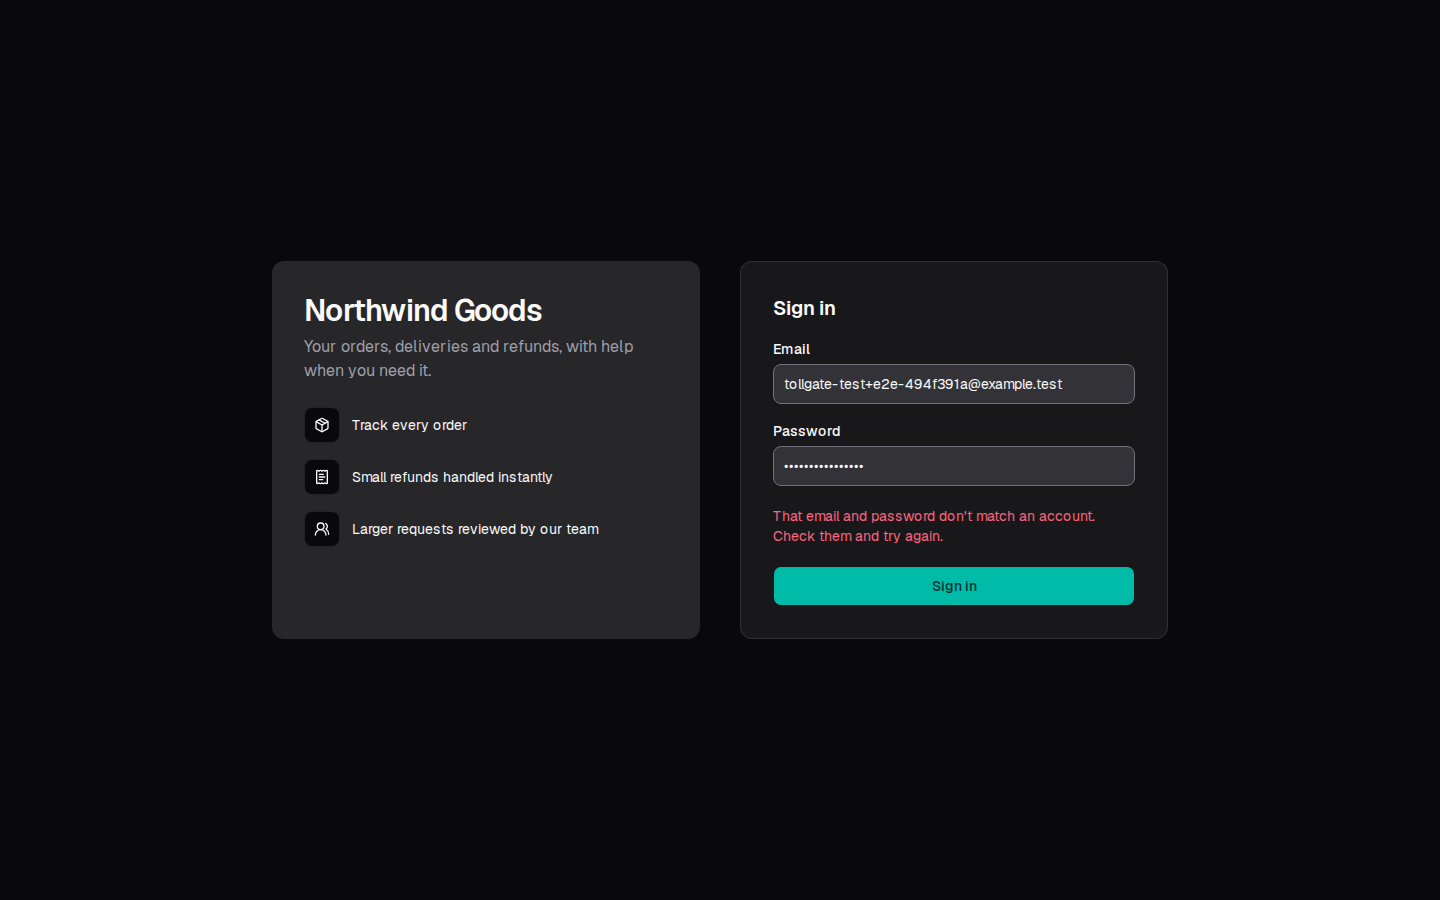 Northwind Goods
Your orders, deliveries and refunds, with help
when you need it.
Track every order
Small refunds handled instantly
Larger requests reviewed by our team
Sign in
Email
tollgate-test+e2e-494f391a@example.test
Password
••••••••••••••••
That email and password don't match an account.
Check them and try again.
Sign in